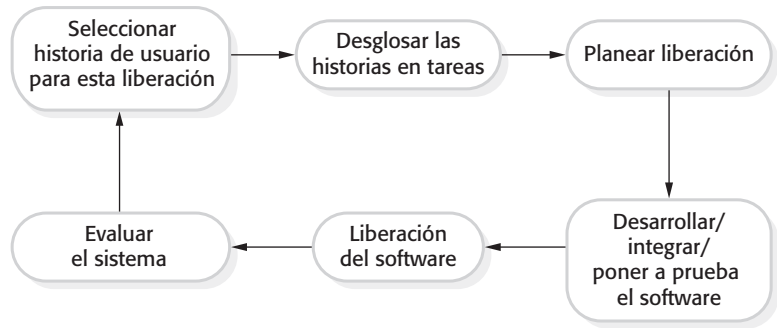 Seleccionar
historia de usuario
para esta liberación
Desglosar las
historias en tareas
Planear liberación
Desarrollar/
integrar/
poner a prueba
el software
Liberación
del software
Evaluar
el sistema